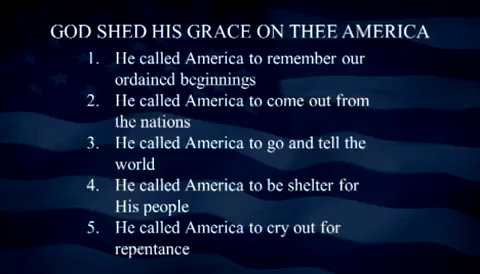 GOD SHED HIS GRACE ON THEE AMERICA
1. He called America to remember our
ordained beginnings
2. He called America to come out from
the nations
3. He called America to go and tell the
world
4. He called America to be shelter for
His people
5. He called America to cry out for
repentance